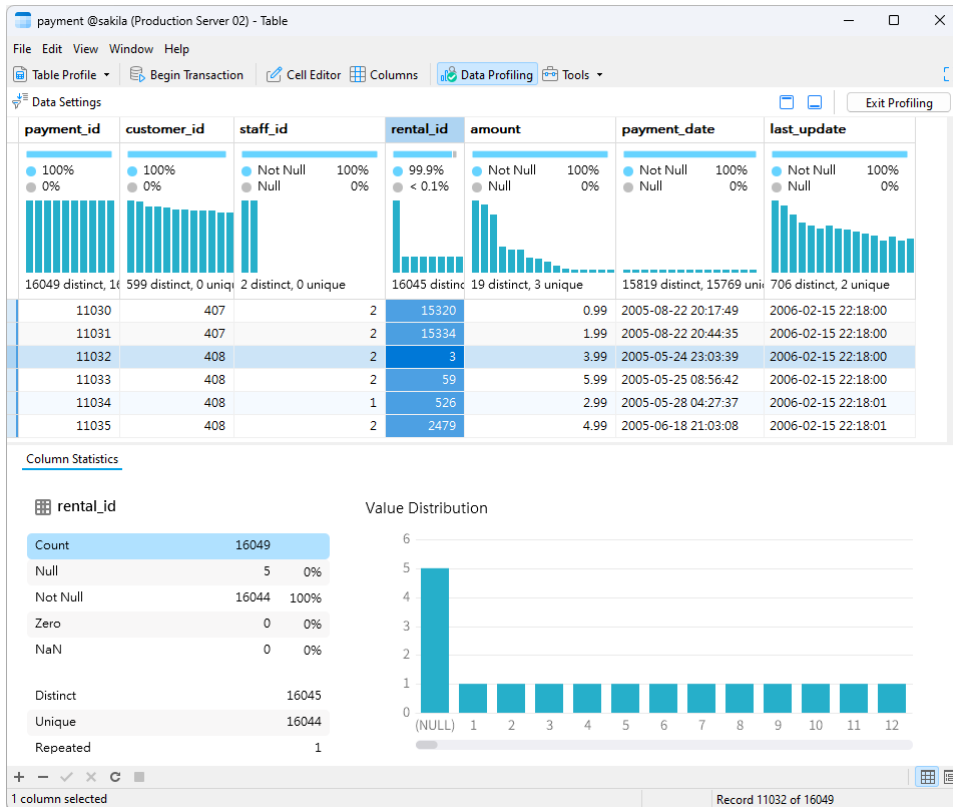 payment @sakila (Production Server 02) - Table
File Edit View Window Help
Table Profile Begin Transaction Cell Editor Columns Data Profiling Tools
Data Settings Exit Profiling
payment_id customer_id staff_id rental_id amount payment_date last_update
100% 100% Not Null 100% 99.9% Not Null 100% Not Null 100% Not Null 100%
0% 0% Null 0% < 0.1% Null 0% Null 0% Null 0%
16049 distinct, 599 distinct, 0 2 distinct, 0 unique 16045 19 distinct, 3 unique 15819 distinct, 15769 706 distinct, 2 unique
11030 407 2 15320 0.99 2005-08-22 20:17:49 2006-02-15 22:18:00
11031 407 2 15334 1.99 2005-08-22 20:44:35 2006-02-15 22:18:00
11032 408 2 3 3.99 2005-05-24 23:03:39 2006-02-15 22:18:00
11033 408 2 59 5.99 2005-05-25 08:56:42 2006-02-15 22:18:00
11034 408 1 526 2.99 2005-05-28 04:27:37 2006-02-15 22:18:01
11035 408 2 2479 4.99 2005-06-18 21:03:08 2006-02-15 22:18:01
Column Statistics
rental_id
Count 16049
Null 5 0%
Not Null 16044 100%
Zero 0 0%
NaN 0 0%
Distinct 16045
Unique 16044
Repeated 1
Value Distribution
6
5
4
3
2
1
0
(NULL) 1 2 3 4 5 6 7 8 9 10 11 12
1 column selected Record 11032 of 16049